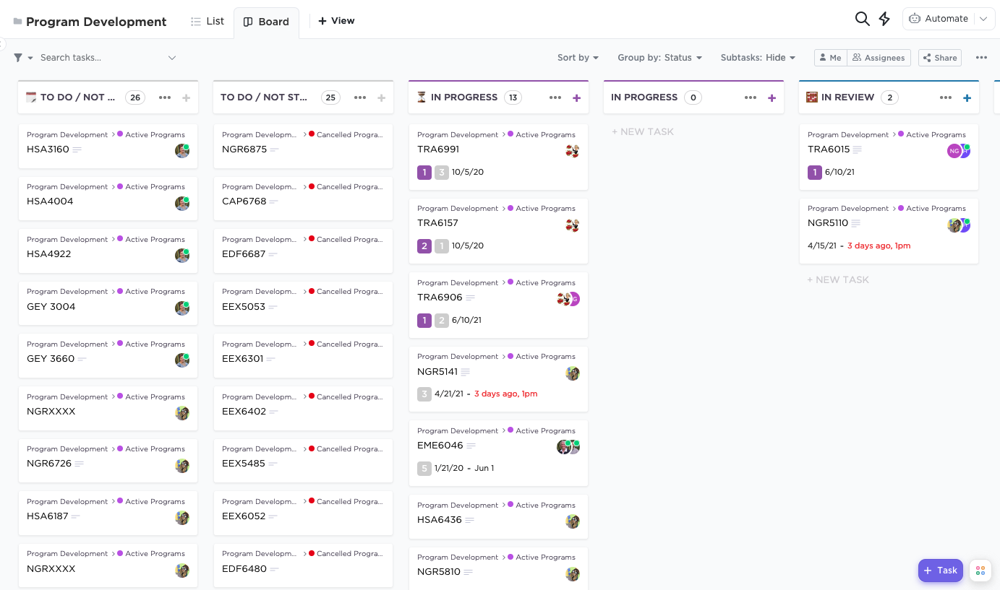 Program Development
List
Board
+ View
Automate
Search tasks...
Sort by
Group by: Status
Subtasks: Hide
Me
Assignees
Share
TO DO / NOT ... 26
Program Development > Active Programs
HSA3160
Program Development > Active Programs
HSA4004
Program Development > Active Programs
HSA4922
Program Development > Active Programs
GEY 3004
Program Development > Active Programs
GEY 3660
Program Development > Active Programs
NGRXXXX
Program Development > Active Programs
NGR6726
Program Development > Active Programs
HSA6187
Program Development > Active Programs
NGRXXXX
TO DO / NOT ST... 25
Program Developm... > Cancelled Progra...
NGR6875
Program Developm... > Cancelled Progra...
CAP6768
Program Developm... > Cancelled Progra...
EDF6687
Program Developm... > Cancelled Progra...
EEX5053
Program Developm... > Cancelled Progra...
EEX6301
Program Developm... > Cancelled Progra...
EEX6402
Program Developm... > Cancelled Progra...
EEX5485
Program Developm... > Cancelled Progra...
EEX6052
Program Developm... > Cancelled Progra...
EDF6480
IN PROGRESS 13
Program Development > Active Programs
TRA6991
1 3 10/5/20
Program Development > Active Programs
TRA6157
2 1 10/5/20
Program Development > Active Programs
TRA6906
G
1 2 6/10/21
Program Development > Active Programs
NGR5141
3 4/21/21 - 3 days ago, 1pm
Program Development > Active Programs
EME6046
5 1/21/20 - Jun 1
Program Development > Active Programs
HSA6436
Program Development > Active Programs
NGR5810
IN PROGRESS 0
+ NEW TASK
IN REVIEW 2
Program Development > Active Programs
TRA6015
NG
1 6/10/21
Program Development > Active Programs
NGR5110
4/15/21 - 3 days ago, 1pm
+ NEW TASK
+ Task